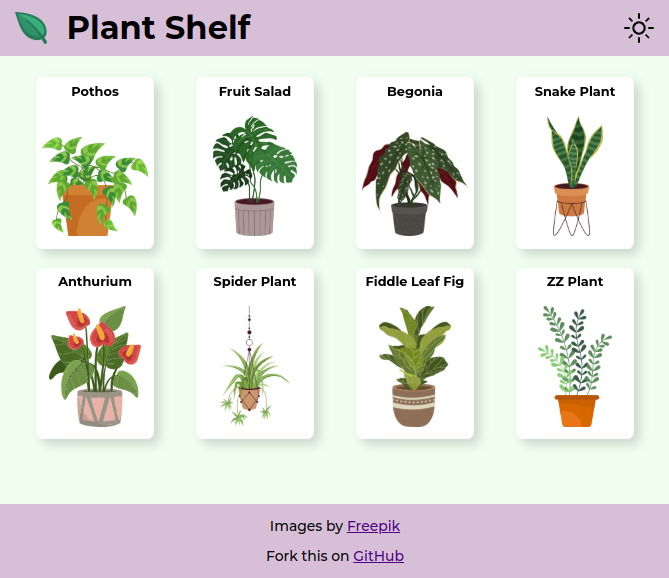 Plant Shelf
Pothos
Fruit Salad
Begonia
Snake Plant
Anthurium
Spider Plant
Fiddle Leaf Fig
ZZ Plant
Images by Freepik
Fork this on GitHub